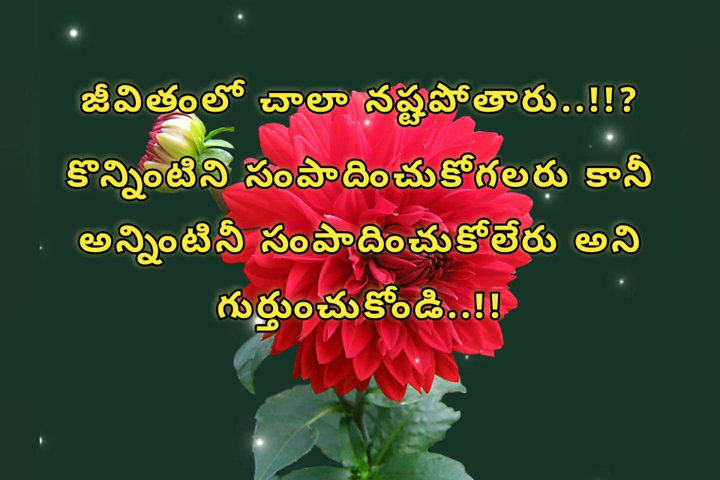 జీవితంలో చాలా నష్టపోతారు..!!?
కొన్నింటిని సంపాదించుకోగలరు కానీ
అన్నింటినీ సంపాదించుకోలేరు అని
గుర్తుంచుకోండి..!!